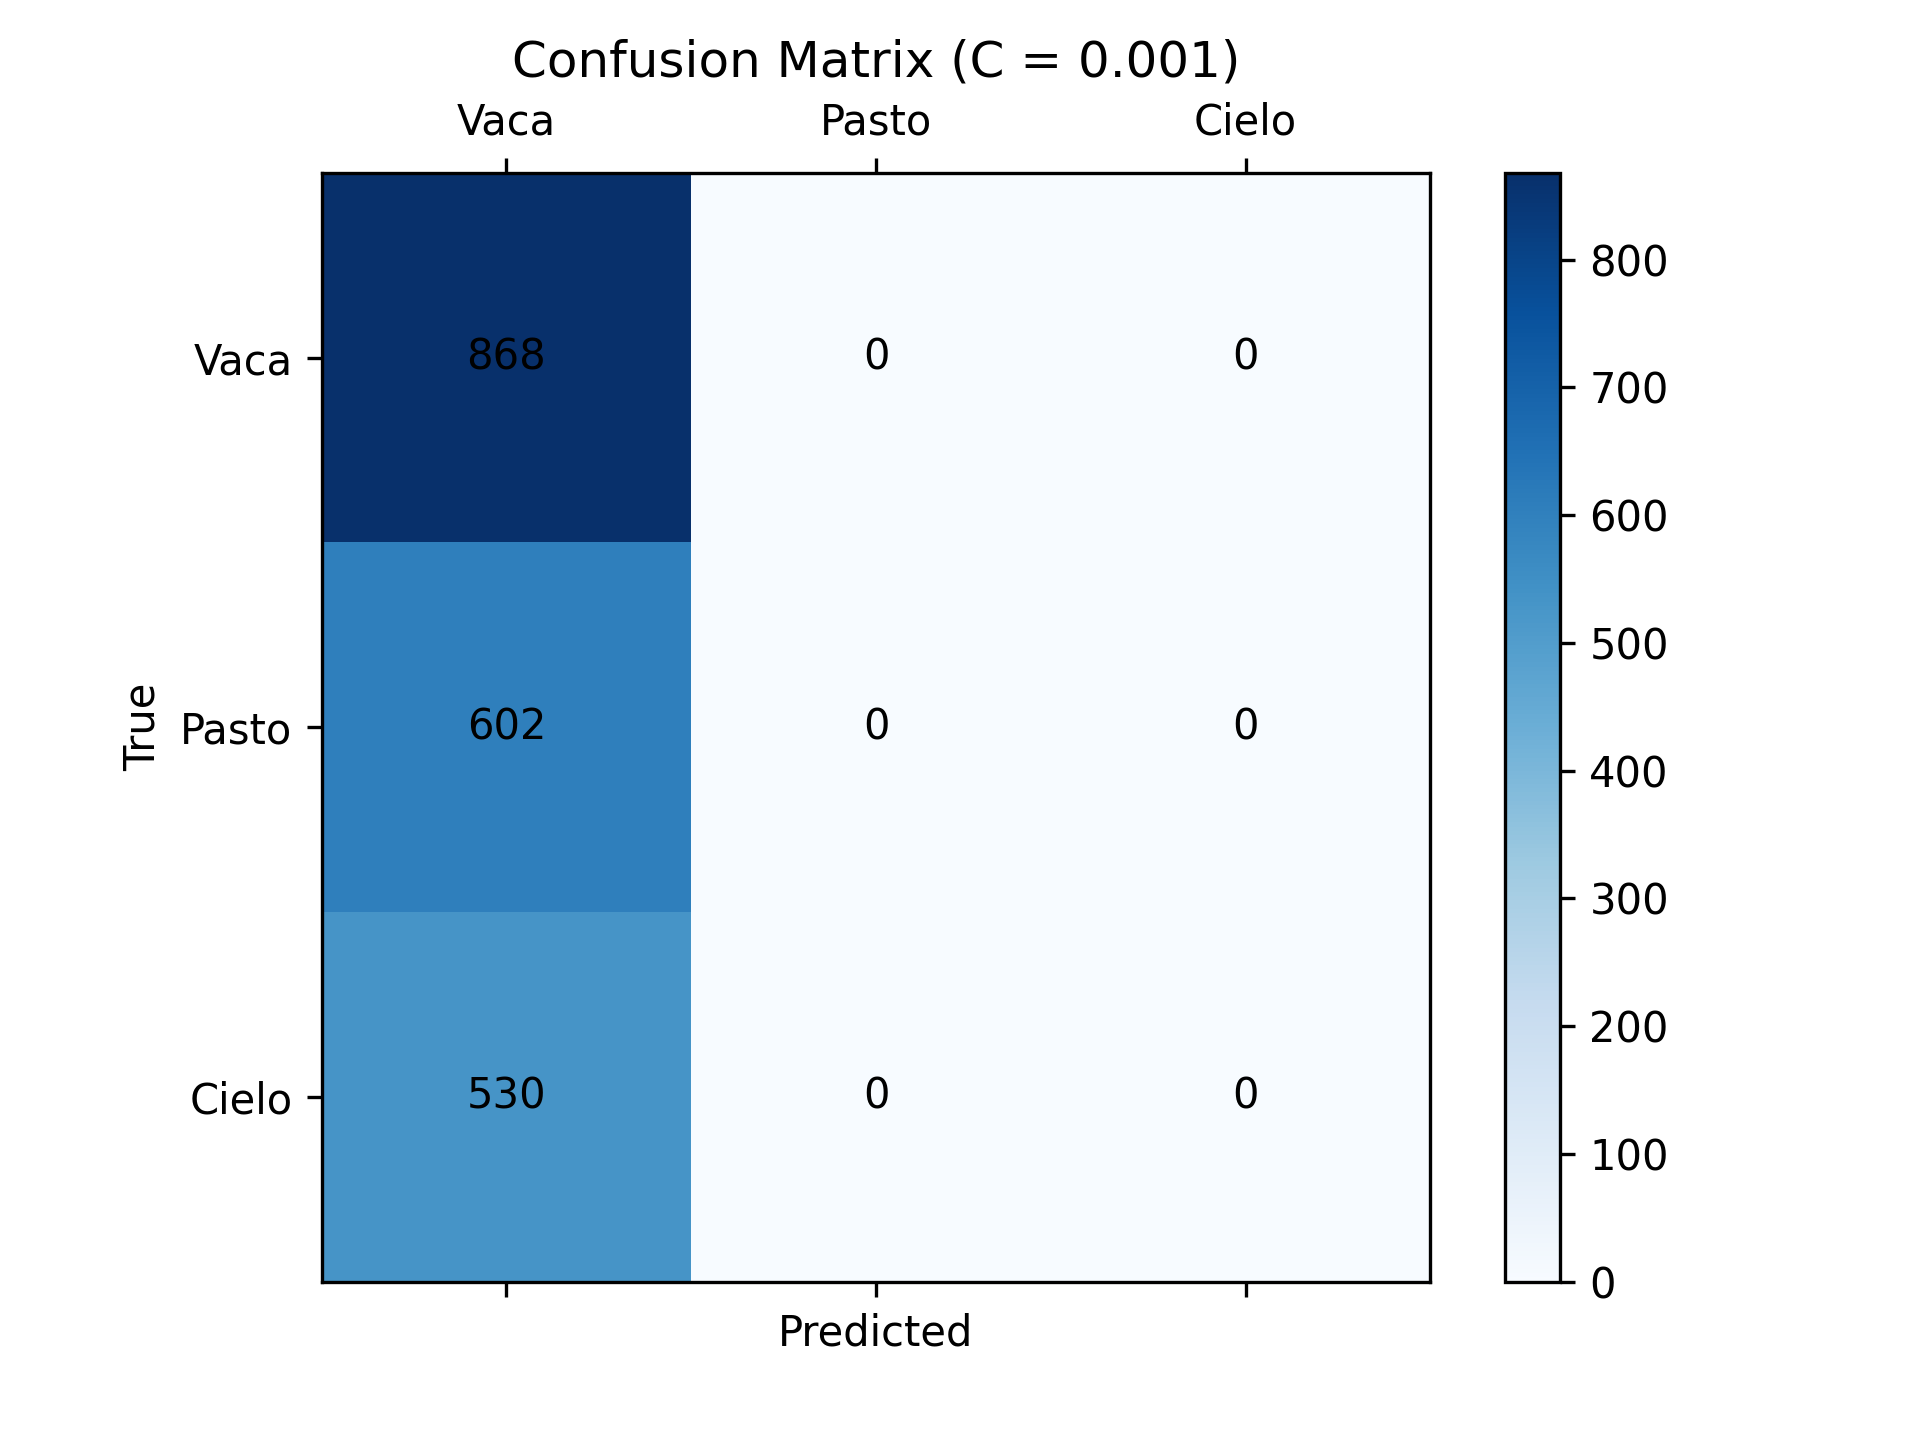 Confusion Matrix (C = 0.001)
Vaca Pasto Cielo
Vaca 868 0 0
Pasto 602 0 0
Cielo 530 0 0
True
Predicted
800
700
600
500
400
300
200
100
0